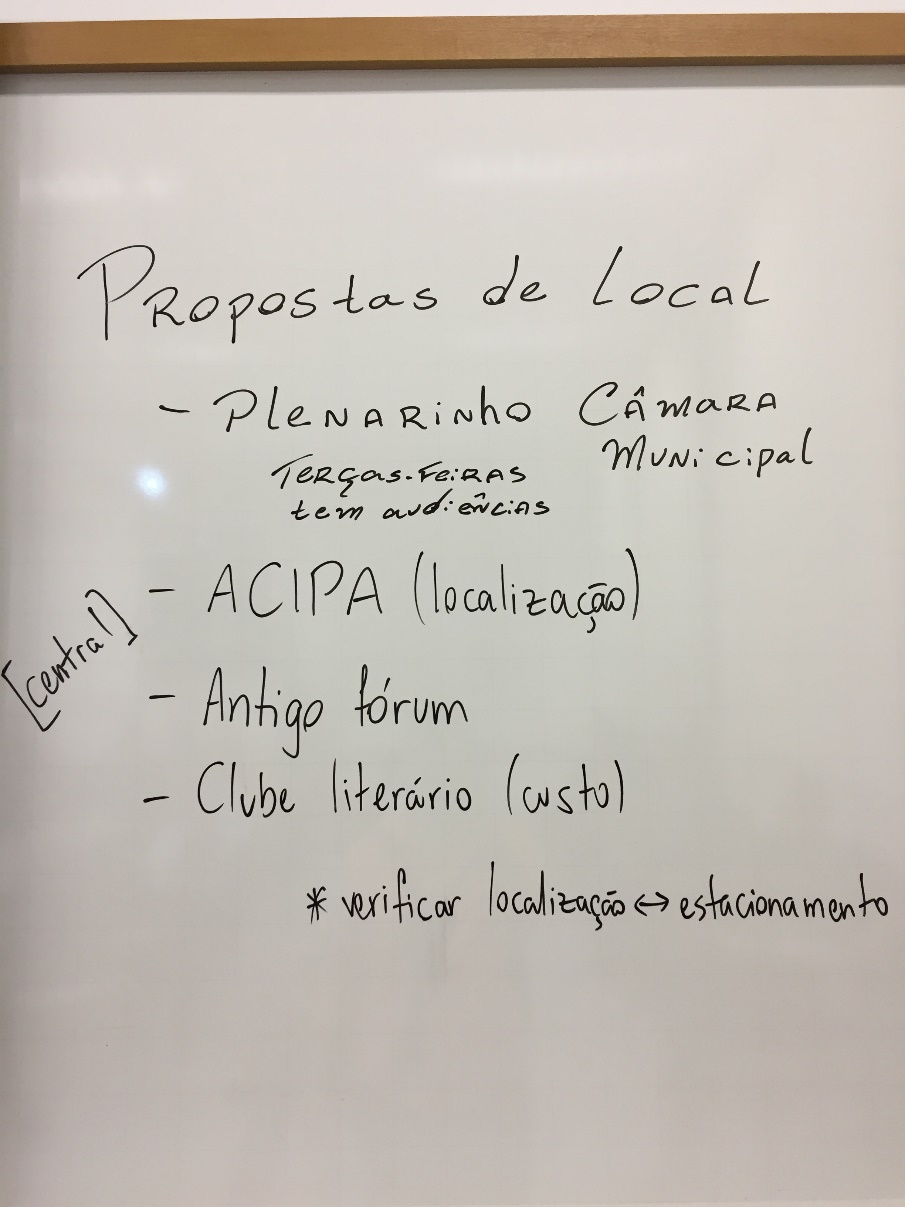 Propostas de Local
- Plenarinho Câmara
Municipal
Terças-Feiras
tem audiências
- ACIPA (localização)
[central]
- Antigo fórum
- Clube literário (custo)
* verificar localização ↔ estacionamento